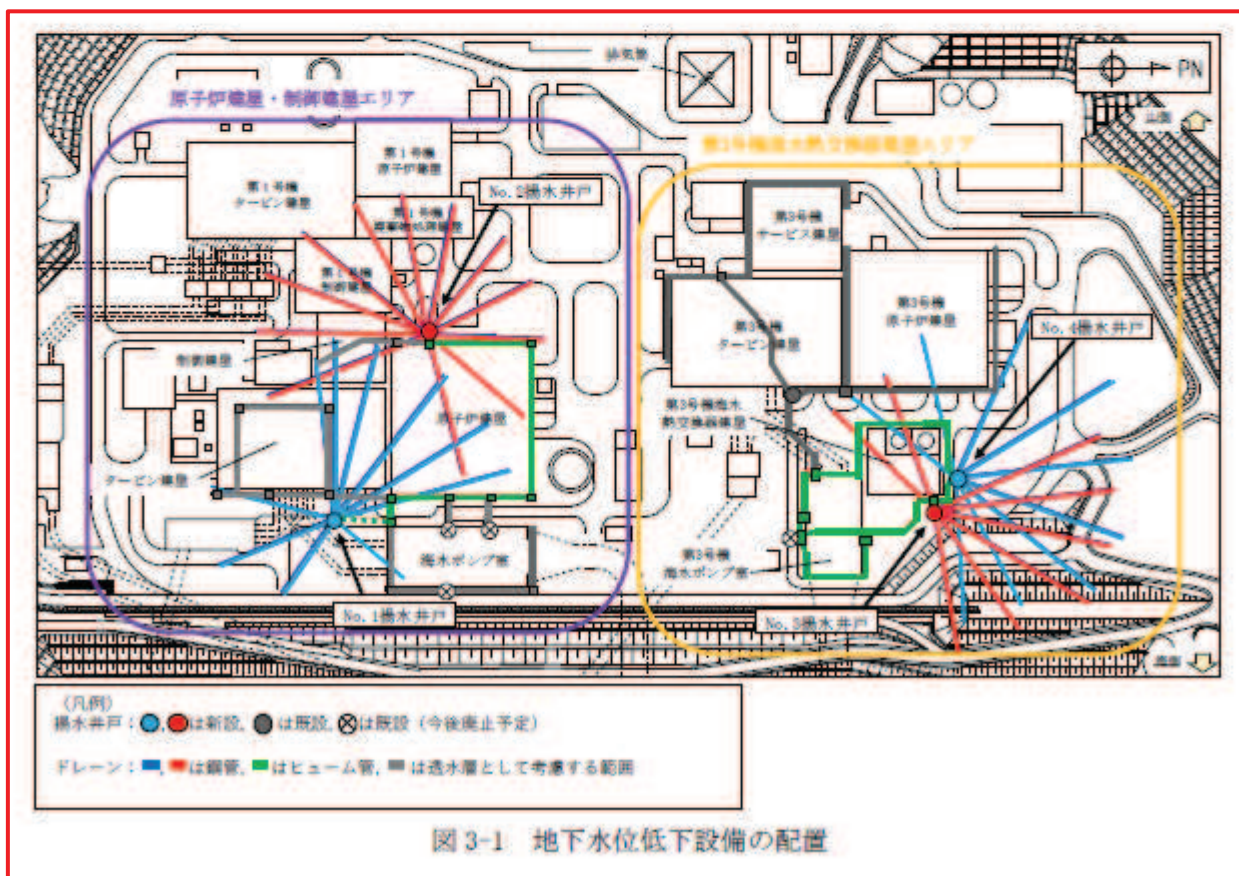 排気筒
PN
山側
原子炉建屋・制御建屋エリア
第3号機海水熱交換器建屋エリア
第1号機
原子炉建屋
第1号機
タービン建屋
No.2揚水井戸
第1号機
廃棄物処理建屋
第1号機
制御建屋
第3号機
サービス建屋
第3号機
原子炉建屋
第3号機
タービン建屋
No.4揚水井戸
制御建屋
原子炉建屋
第3号機海水
熱交換器建屋
タービン建屋
海水ポンプ室
第3号機
海水ポンプ室
No.1揚水井戸
No.3揚水井戸
海側
(凡例)
揚水井戸:●,●は新設, ●は既設, ⊗は既設(今後廃止予定)
ドレーン:■, ■は鋼管, ■はヒューム管, ■は透水層として考慮する範囲
図 3-1 地下水位低下設備の配置